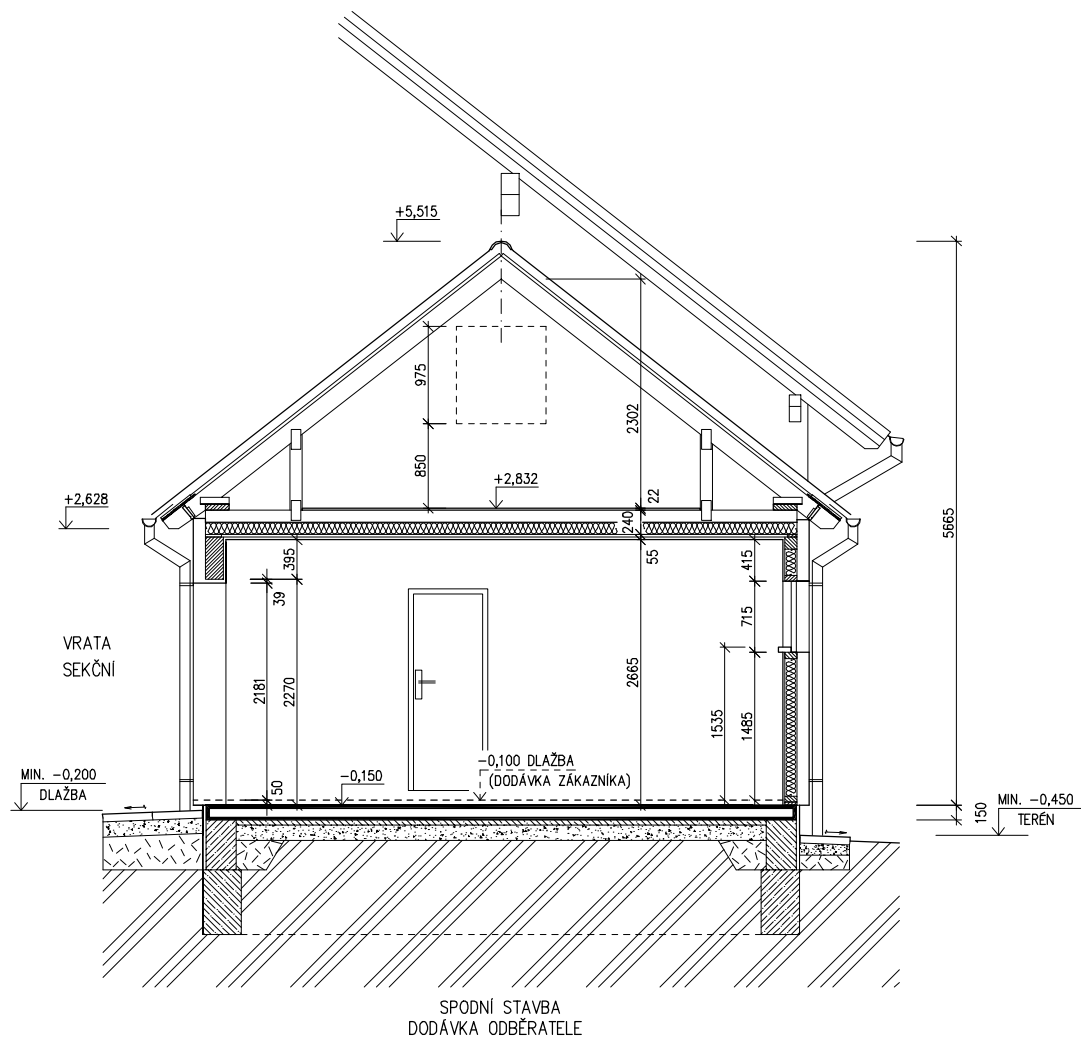 +5,515
975
2302
850
+2,832
22
+2,628
240
5665
395
55
415
39
715
VRATA
SEKČNÍ
2181
2270
2665
1535
1485
-0,100 DLAŽBA
(DODÁVKA ZÁKAZNÍKA)
MIN. -0,200
DLAŽBA
50
-0,150
150
MIN. -0,450
TERÉN
SPODNÍ STAVBA
DODÁVKA ODBĚRATELE